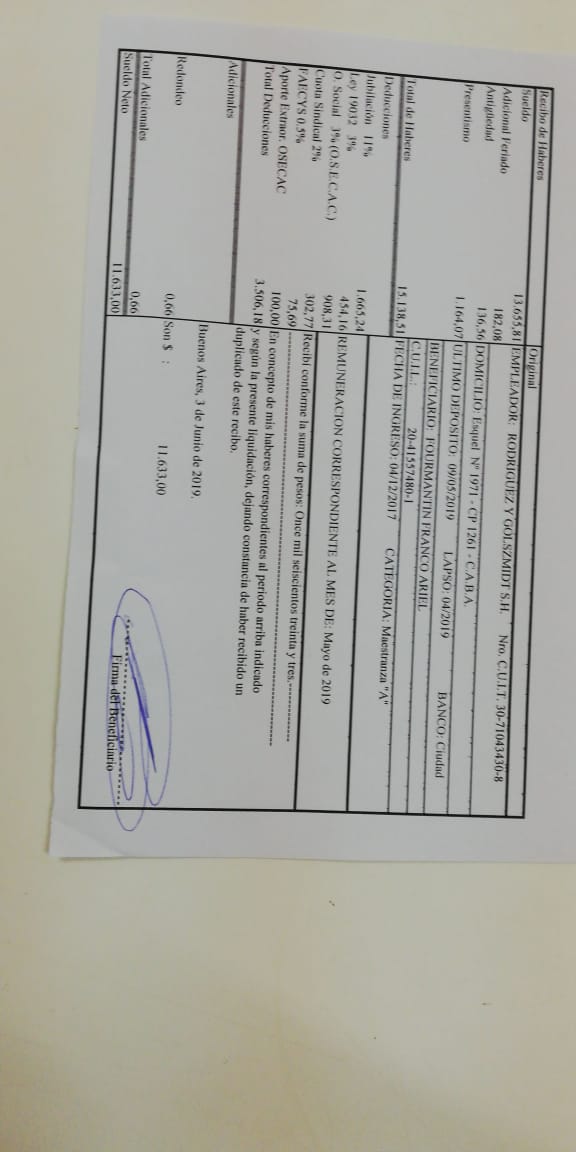 Recibo de Haberes
Sueldo 13.655,81
Adicional Feriado 182,08
Antigüedad 136,56
Presentismo 1.164,07
Total de Haberes 15.138,51
Deducciones
Jubilación 11% 1.665,24
Ley 19032 3% 454,16
O. Social 3% (O.S.E.C.A.C.) 908,31
Cuota Sindical 2% 302,77
FAECYS 0.5% 75,69
Aporte Extraor. OSECAC 100,00
Total Deducciones 3.506,18
Adicionales
Redondeo 0,66
Total Adicionales 0,66
Sueldo Neto 11.633,00
Original
EMPLEADOR: RODRIGUEZ Y GOLSZMIDT S.H. Nro. C.U.I.T. 30-71043430-8
DOMICILIO: Esquel Nº 1971 - CP 1261 - C.A.B.A.
ULTIMO DEPOSITO: 09/05/2019 LAPSO: 04/2019 BANCO: Ciudad
BENEFICIARIO: FOURMANTIN FRANCO ARIEL
C.U.I.L.: 20-41557480-1
FECHA DE INGRESO: 04/12/2017 CATEGORIA: Maestranza "A"
REMUNERACION CORRESPONDIENTE AL MES DE: Mayo de 2019
Recibí conforme la suma de pesos: Once mil seiscientos treinta y tres.--------------
------------------------------------------------------------------------------------
En concepto de mis haberes correspondientes al periodo arriba indicado
y según la presente liquidación, dejando constancia de haber recibido un
duplicado de este recibo.
Buenos Aires, 3 de Junio de 2019.
Son $ : 11.633,00
Firma del Beneficiario